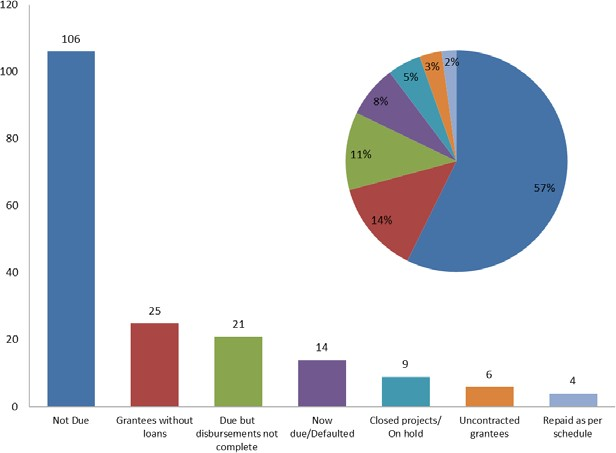 120
100
80
60
40
20
0
106
25
21
14
9
6
4
2%
3%
5%
8%
11%
14%
57%
Not Due
Grantees without
loans
Due but
disbursements not
complete
Now
due/Defaulted
Closed projects/
On hold
Uncontracted
grantees
Repaid as per
schedule